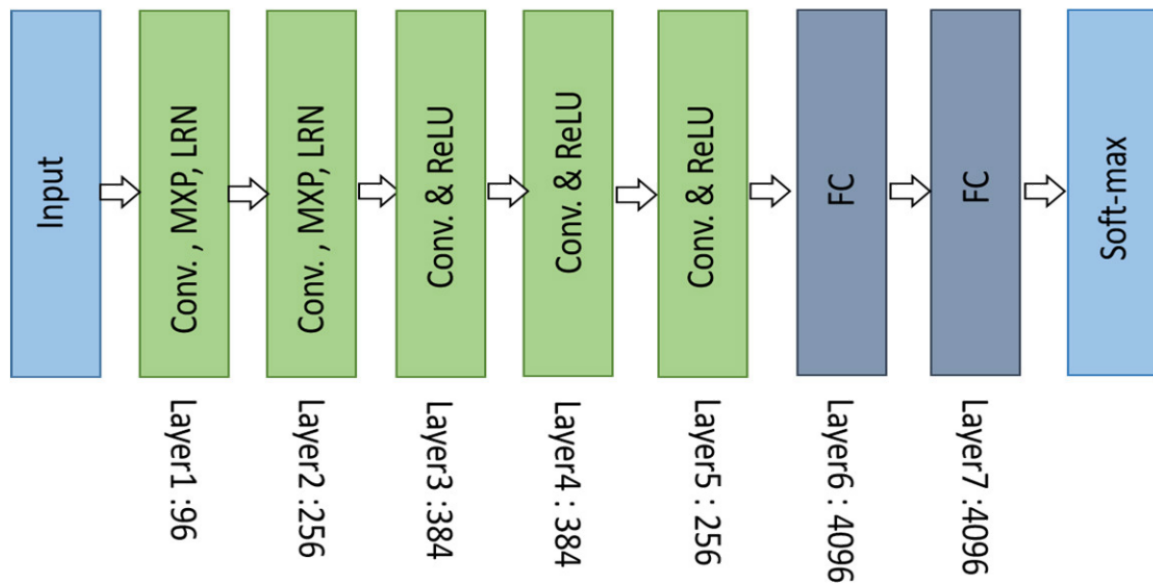 Input
Conv. , MXP, LRN
Conv. , MXP, LRN
Conv. & ReLU
Conv. & ReLU
Conv. & ReLU
FC
FC
Soft-max
Layer1 :96
Layer2 :256
Layer3 :384
Layer4 : 384
Layer5 : 256
Layer6 : 4096
Layer7 :4096